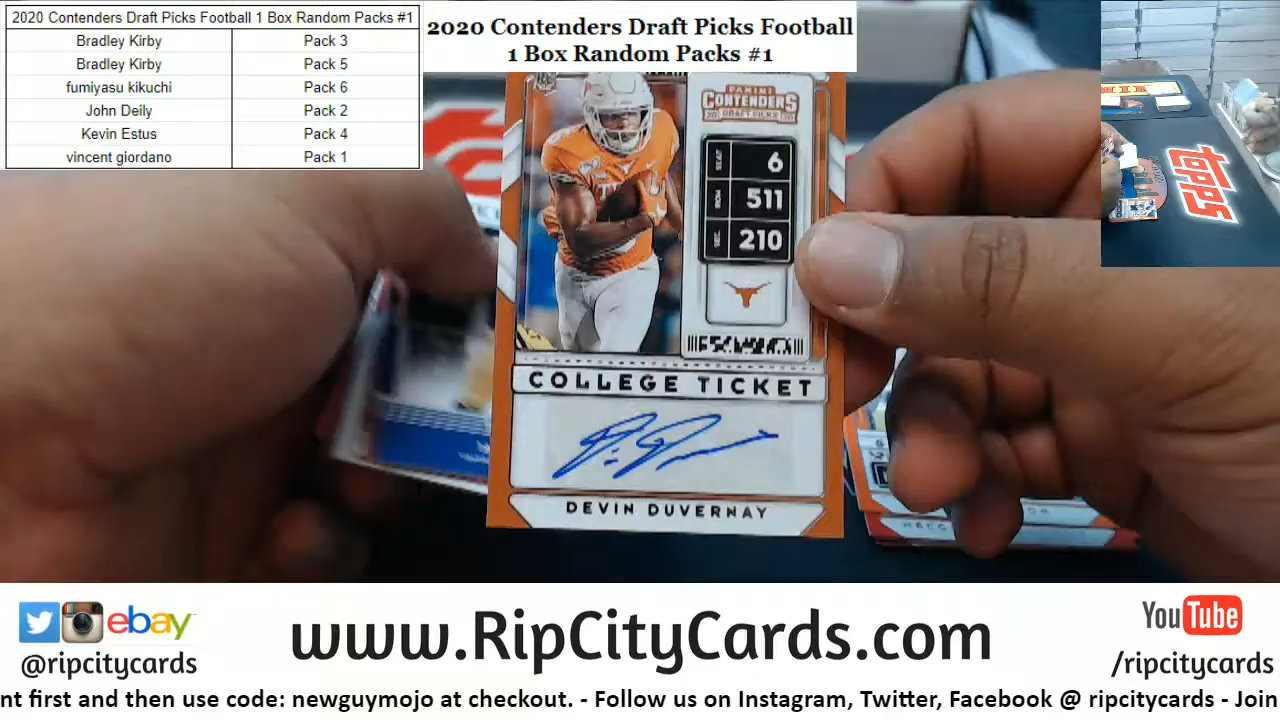 2020 Contenders Draft Picks Football 1 Box Random Packs #1
Bradley Kirby Pack 3
Bradley Kirby Pack 5
fumiyasu kikuchi Pack 6
John Deily Pack 2
Kevin Estus Pack 4
vincent giordano Pack 1
2020 Contenders Draft Picks Football
1 Box Random Packs #1
PANINI
CONTENDERS
DRAFT PICKS
SEAT 6
ROW 511
SEC. 210
COLLEGE TICKET
DEVIN DUVERNAY
topps
ebay
@ripcitycards
www.RipCityCards.com
YouTube
/ripcitycards
nt first and then use code: newguymojo at checkout. - Follow us on Instagram, Twitter, Facebook @ ripcitycards - Join